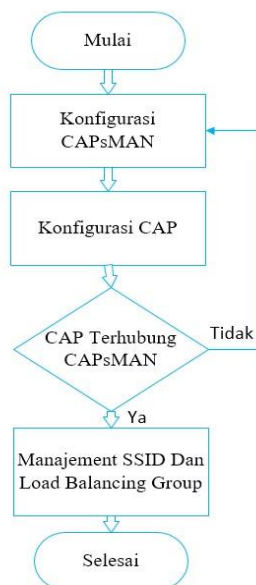 Mulai
Konfigurasi
CAPsMAN
Konfigurasi CAP
CAP Terhubung
CAPsMAN
Tidak
Ya
Manajement SSID Dan
Load Balancing Group
Selesai